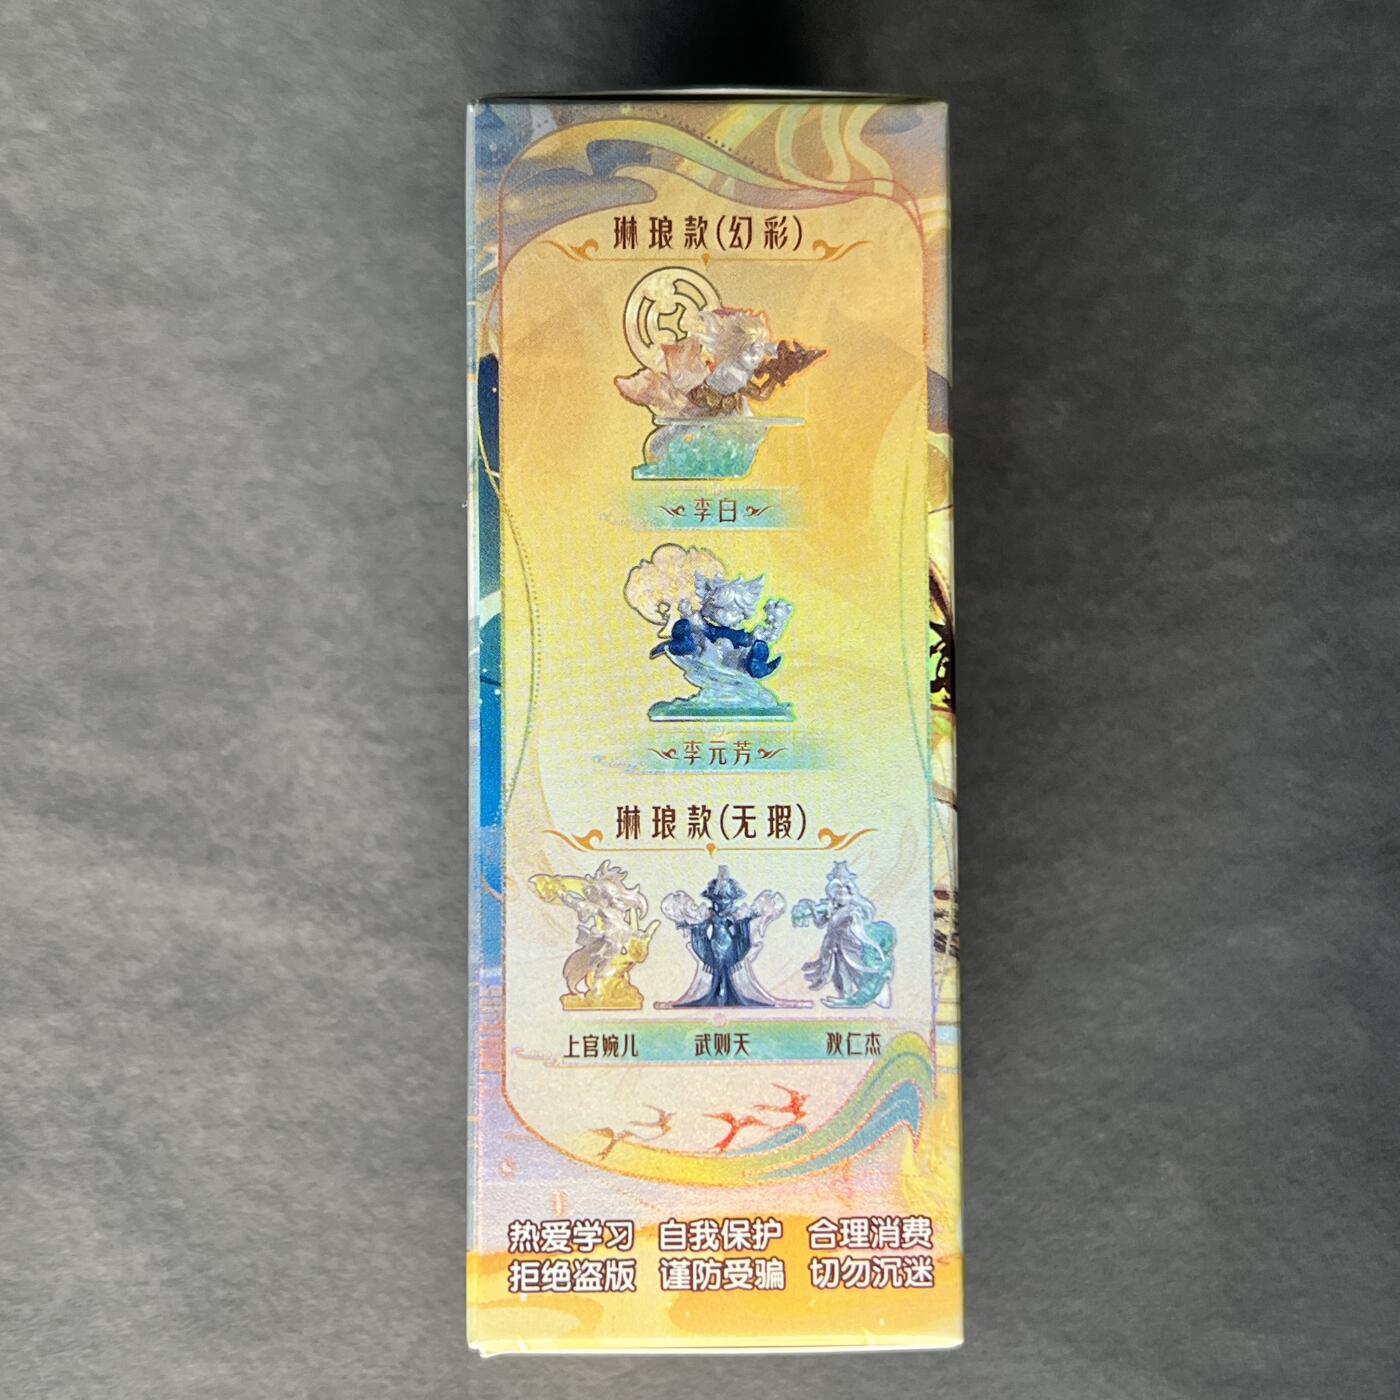 琳琅款(幻彩)
李白
李元芳
琳琅款(无瑕)
上官婉儿 武则天 狄仁杰
热爱学习 自我保护 合理消费
拒绝盗版 谨防受骗 切勿沉迷